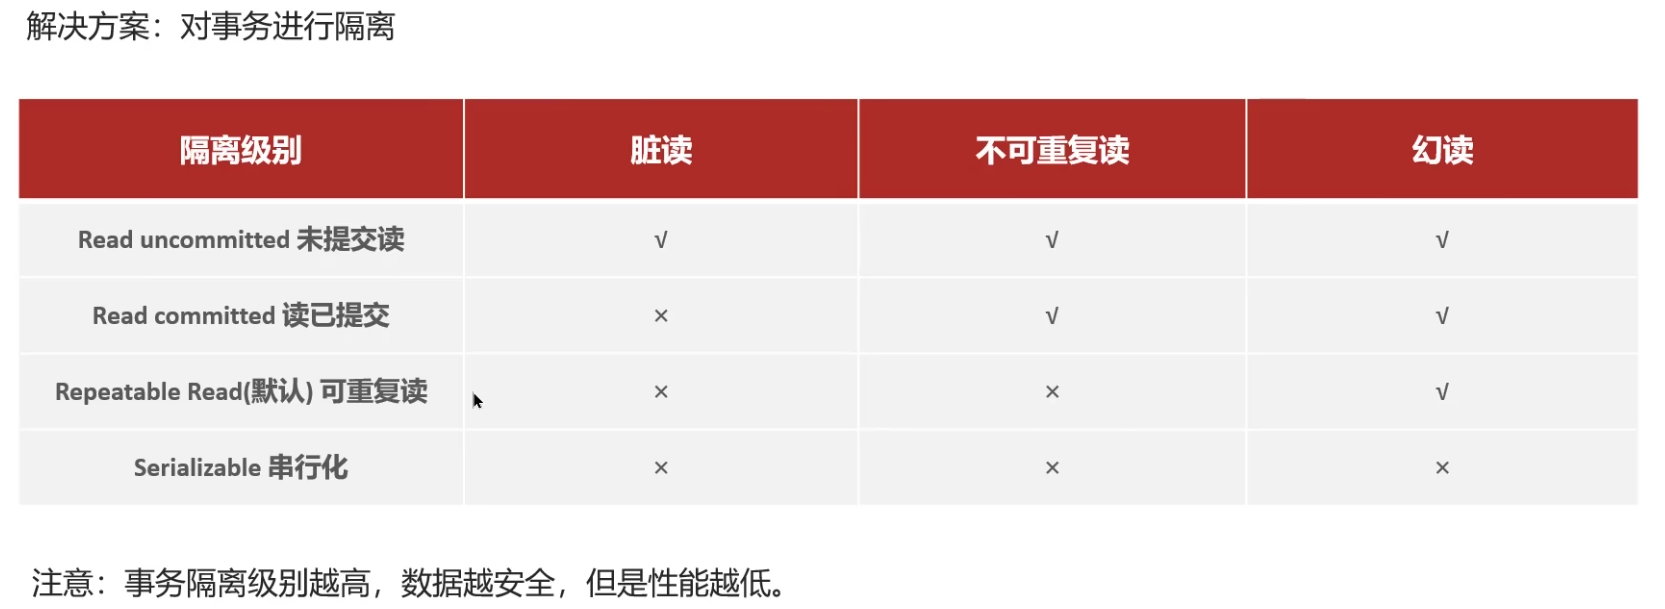 解决方案：对事务进行隔离
隔离级别 脏读 不可重复读 幻读
Read uncommitted 未提交读 √ √ √
Read committed 读已提交 × √ √
Repeatable Read(默认) 可重复读 × × √
Serializable 串行化 × × ×
注意：事务隔离级别越高，数据越安全，但是性能越低。